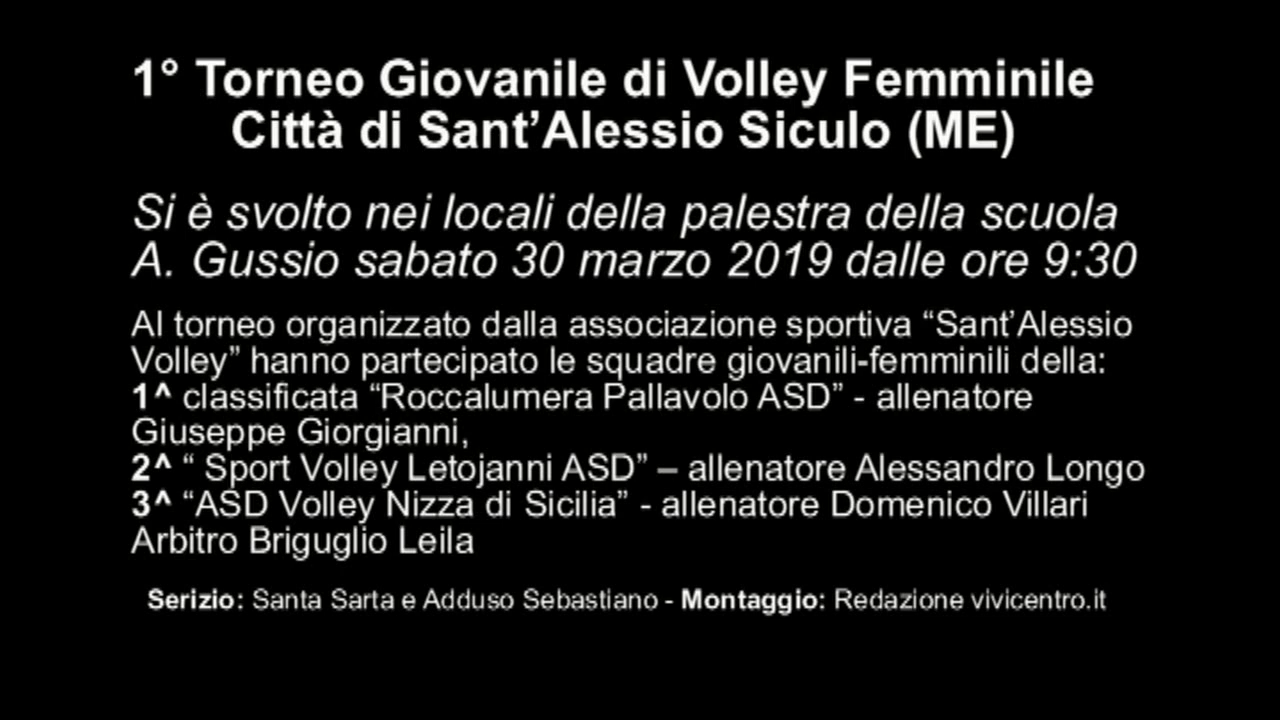 1° Torneo Giovanile di Volley Femminile
Città di Sant’Alessio Siculo (ME)
Si è svolto nei locali della palestra della scuola
A. Gussio sabato 30 marzo 2019 dalle ore 9:30
Al torneo organizzato dalla associazione sportiva “Sant’Alessio
Volley” hanno partecipato le squadre giovanili-femminili della:
1^ classificata “Roccalumera Pallavolo ASD” - allenatore
Giuseppe Giorgianni,
2^ “ Sport Volley Letojanni ASD” – allenatore Alessandro Longo
3^ “ASD Volley Nizza di Sicilia” - allenatore Domenico Villari
Arbitro Briguglio Leila
Serizio: Santa Sarta e Adduso Sebastiano - Montaggio: Redazione vivicentro.it